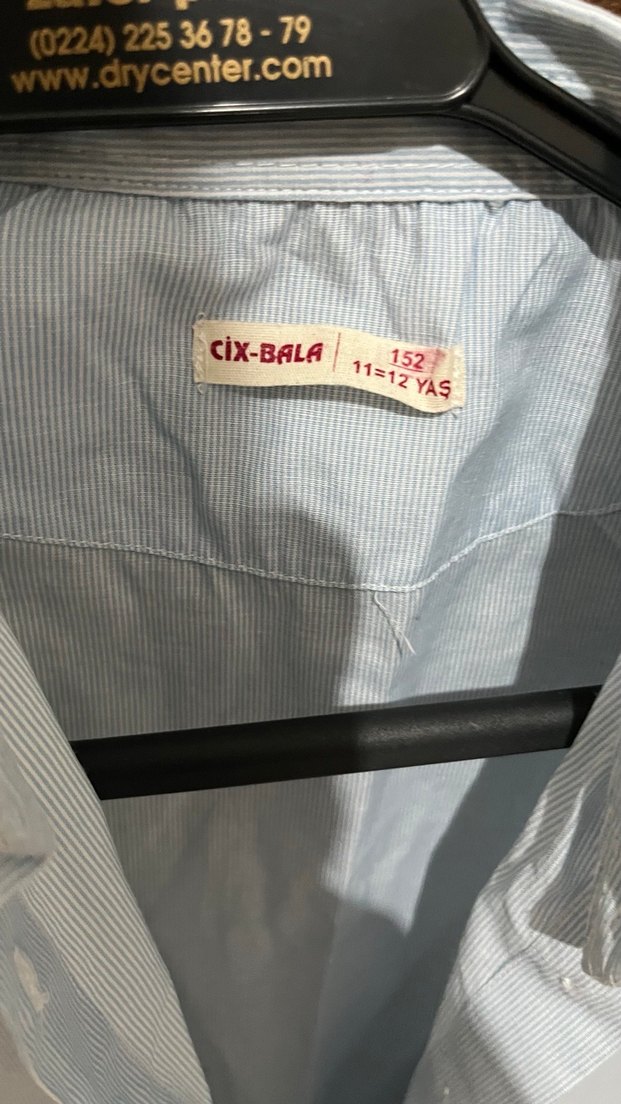 (0224) 225 36 78 - 79
www.drycenter.com
CİX-BALA
152
11=12 YAŞ